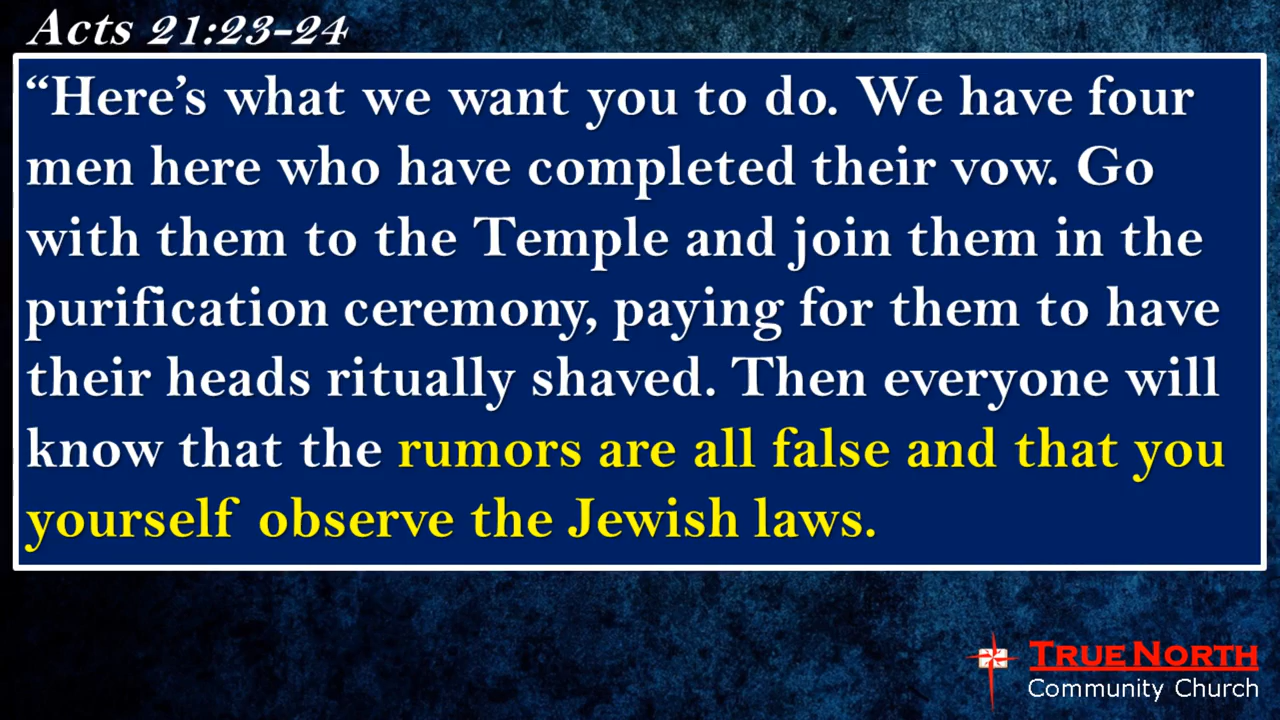 Acts 21:23-24
“Here’s what we want you to do. We have four
men here who have completed their vow. Go
with them to the Temple and join them in the
purification ceremony, paying for them to have
their heads ritually shaved. Then everyone will
know that the rumors are all false and that you
yourself observe the Jewish laws.
TRUE NORTH
Community Church